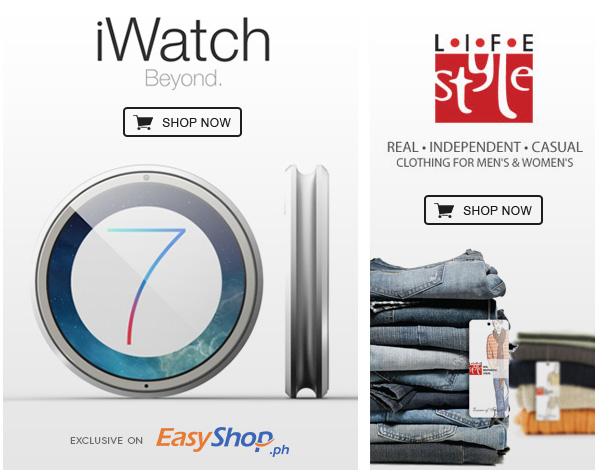 iWatch
Beyond.
SHOP NOW
7
EXCLUSIVE ON EasyShop.ph
L•I•F•E
style
REAL • INDEPENDENT • CASUAL
CLOTHING FOR MEN'S & WOMEN'S
SHOP NOW
style